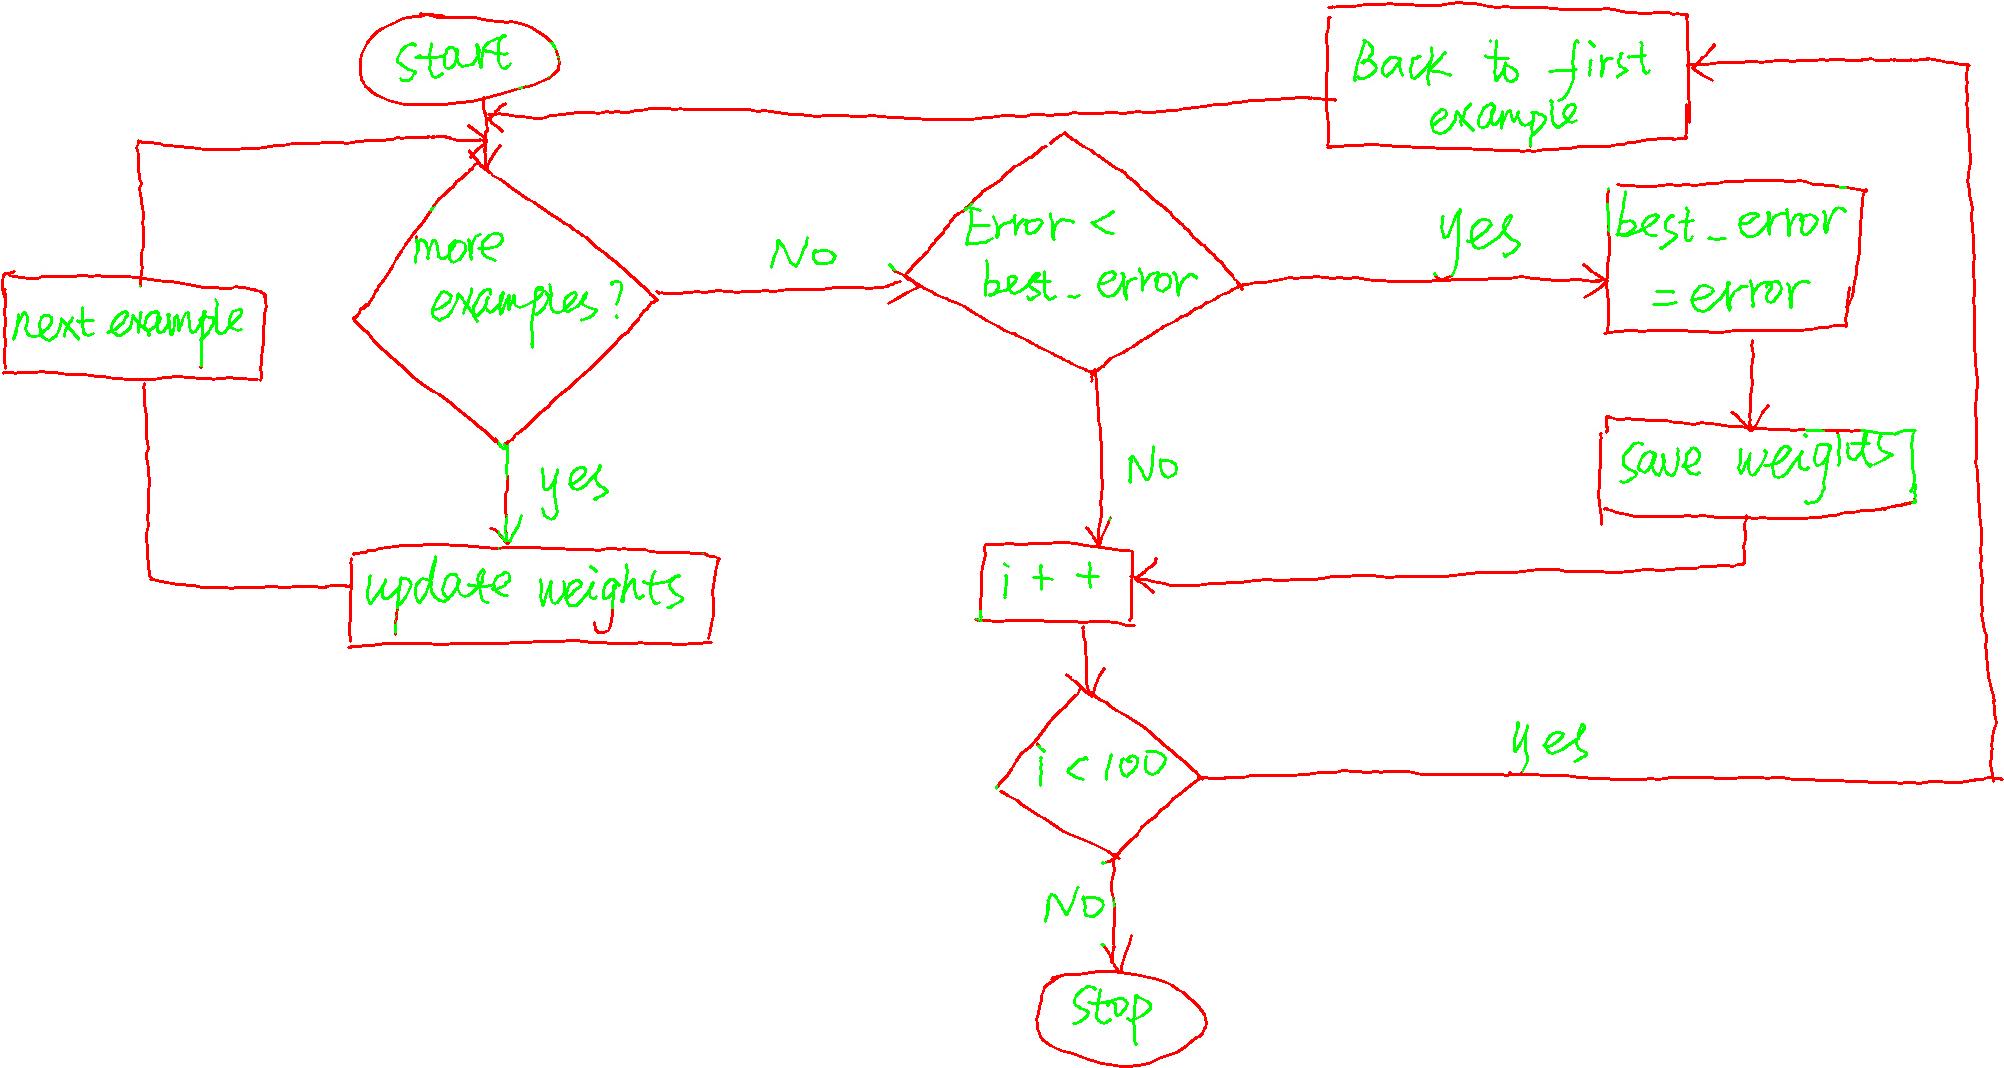 start
Back to first
example
more
examples?
No
Error <
best_error
yes
best_error
= error
next example
yes
No
save weights
update weights
i + +
i < 100
yes
No
stop